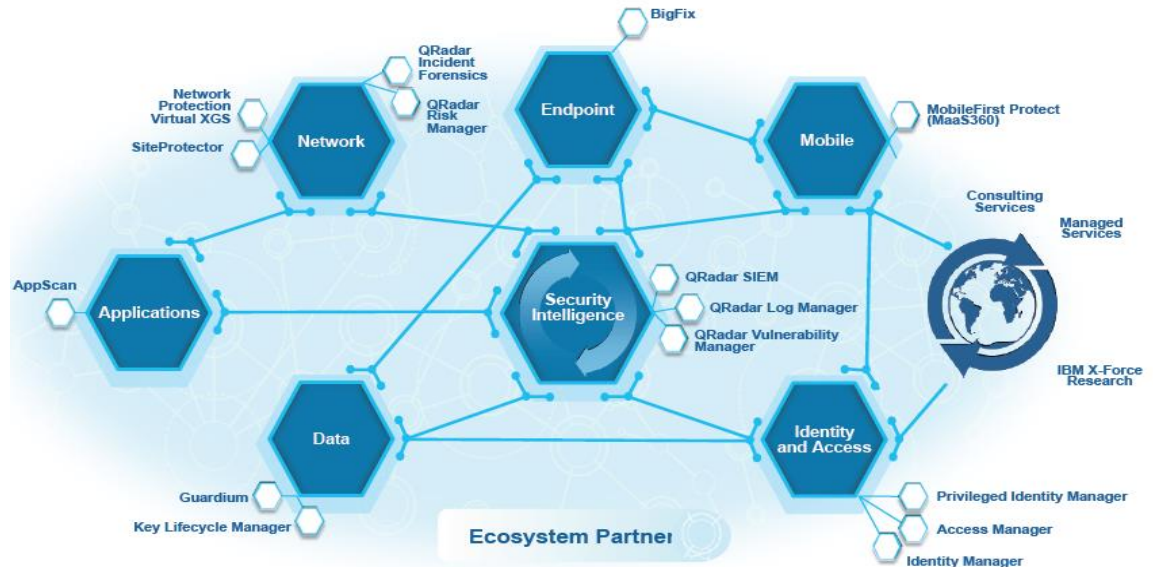 BigFix
QRadar
Incident
Forensics
QRadar
Risk
Manager
Network
Protection
Virtual XGS
SiteProtector
Network
Endpoint
Mobile
MobileFirst Protect
(MaaS360)
Consulting
Services
Managed
Services
AppScan
Applications
Security
Intelligence
QRadar SIEM
QRadar Log Manager
QRadar Vulnerability
Manager
IBM X-Force
Research
Data
Identity
and Access
Guardium
Key Lifecycle Manager
Privileged Identity Manager
Access Manager
Identity Manager
Ecosystem Partner